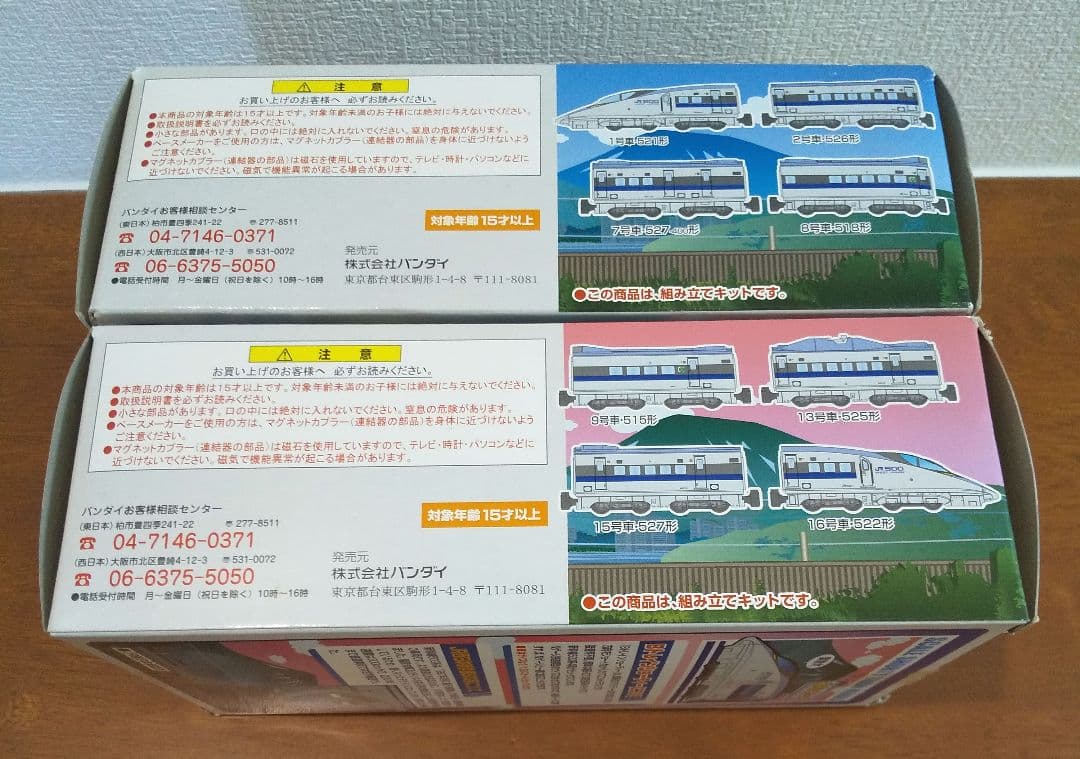 ⚠ 注意
お買い上げのお客様へ 必ずお読みください。
●本商品の対象年齢は15才以上です。対象年齢未満のお子様には絶対に与えないでください。
●取扱説明書を必ずお読みください。
●小さな部品があります。口の中には絶対に入れないでください。窒息の危険があります。
●ペースメーカーをご使用の方は、マグネットカプラー(連結器の部品)を身体に近づけないよう
ご注意ください。
●マグネットカプラー(連結器の部品)は磁石を使用していますので、テレビ・時計・パソコンなどに
近づけないでください。磁気で機能異常が起こる場合があります。
バンダイお客様相談センター
(東日本)柏市豊四季241-22 〒277-8511
☎ 04-7146-0371
(西日本)大阪市北区豊崎4-12-3 〒531-0072
☎ 06-6375-5050
●電話受付時間 月〜金曜日(祝日を除く)10時〜16時
対象年齢15才以上
発売元
株式会社バンダイ
東京都台東区駒形1-4-8 〒111-8081
JR500
1号車・521形
2号車・526形
7号車・527-400形
8号車・518形
●この商品は、組み立てキットです。
⚠ 注意
お買い上げのお客様へ 必ずお読みください。
●本商品の対象年齢は15才以上です。対象年齢未満のお子様には絶対に与えないでください。
●取扱説明書を必ずお読みください。
●小さな部品があります。口の中には絶対に入れないでください。窒息の危険があります。
●ペースメーカーをご使用の方は、マグネットカプラー(連結器の部品)を身体に近づけないよう
ご注意ください。
●マグネットカプラー(連結器の部品)は磁石を使用していますので、テレビ・時計・パソコンなどに
近づけないでください。磁気で機能異常が起こる場合があります。
バンダイお客様相談センター
(東日本)柏市豊四季241-22 〒277-8511
☎ 04-7146-0371
(西日本)大阪市北区豊崎4-12-3 〒531-0072
☎ 06-6375-5050
●電話受付時間 月〜金曜日(祝日を除く)10時〜16時
対象年齢15才以上
発売元
株式会社バンダイ
東京都台東区駒形1-4-8 〒111-8081
9号車・515形
13号車・525形
JR500
15号車・527形
16号車・522形
●この商品は、組み立てキットです。